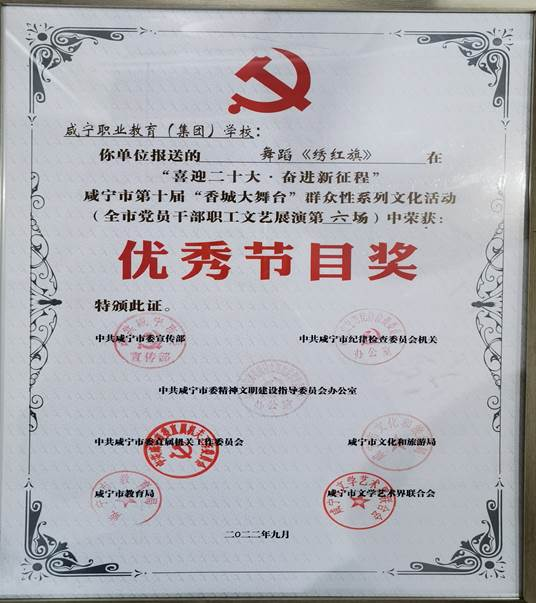 咸宁职业教育（集团）学校：
你单位报送的 舞蹈《绣红旗》 在
“喜迎二十大·奋进新征程”
咸宁市第十届“香城大舞台”群众性系列文化活动
（全市党员干部职工文艺展演第六场）中荣获：
优秀节目奖
特颁此证。
中共咸宁市委宣传部 中共咸宁市纪律检查委员会机关
中共咸宁市委精神文明建设指导委员会办公室
中共咸宁市委直属机关工作委员会 咸宁市文化和旅游局
咸宁市教育局 咸宁市文学艺术界联合会
二〇二二年九月